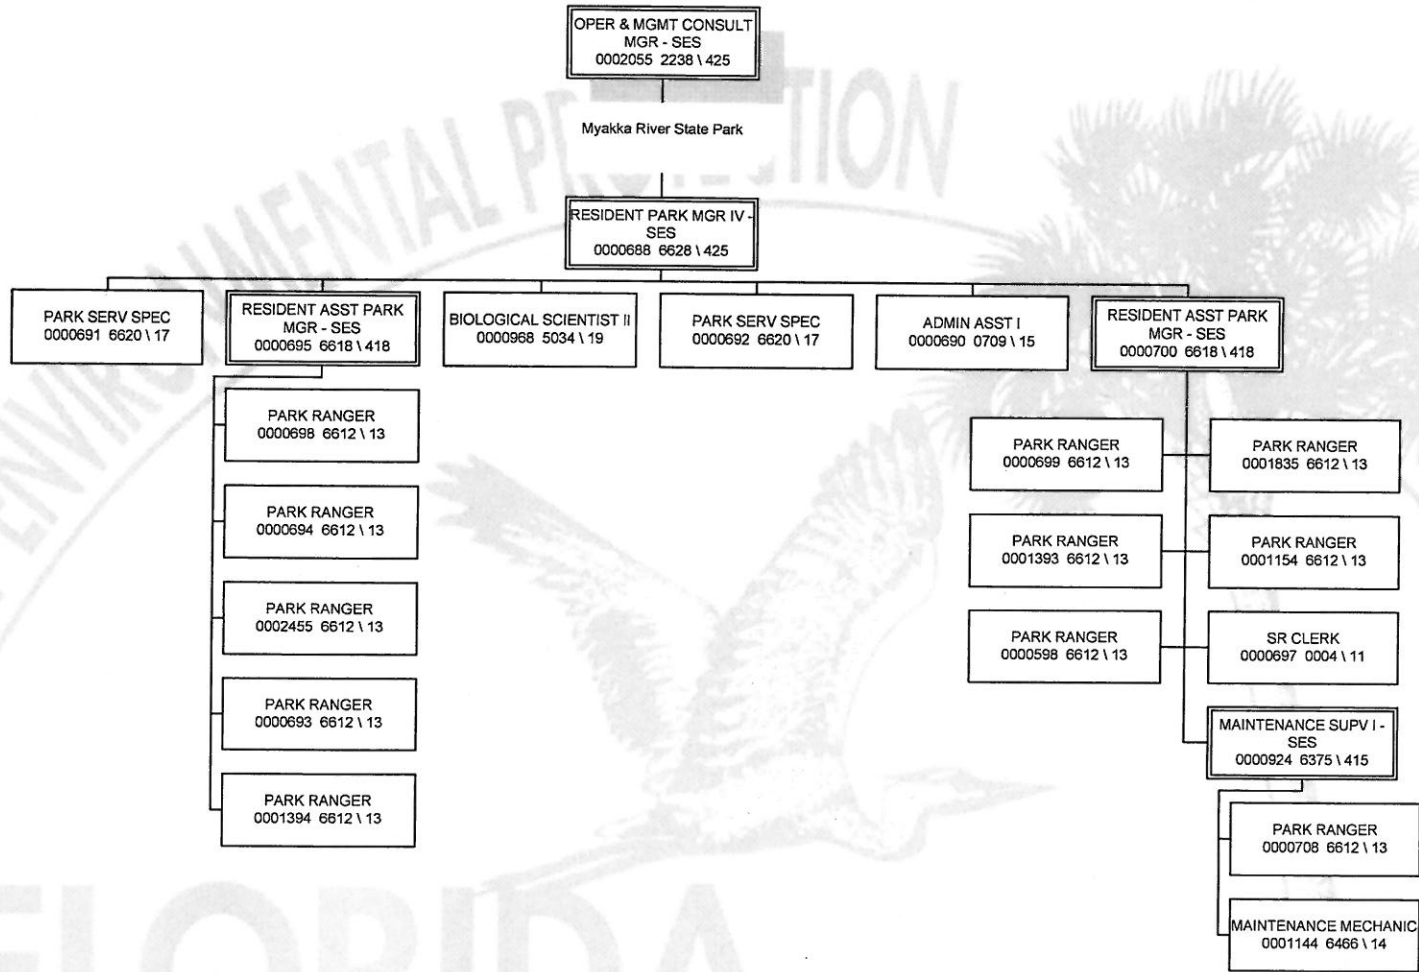 OPER & MGMT CONSULT
MGR - SES
0002055 2238 \ 425
Myakka River State Park
RESIDENT PARK MGR IV -
SES
0000688 6628 \ 425
PARK SERV SPEC
0000691 6620 \ 17
RESIDENT ASST PARK
MGR - SES
0000695 6618 \ 418
BIOLOGICAL SCIENTIST II
0000968 5034 \ 19
PARK SERV SPEC
0000692 6620 \ 17
ADMIN ASST I
0000690 0709 \ 15
RESIDENT ASST PARK
MGR - SES
0000700 6618 \ 418
PARK RANGER
0000698 6612 \ 13
PARK RANGER
0000694 6612 \ 13
PARK RANGER
0002455 6612 \ 13
PARK RANGER
0000693 6612 \ 13
PARK RANGER
0001394 6612 \ 13
PARK RANGER
0000699 6612 \ 13
PARK RANGER
0001835 6612 \ 13
PARK RANGER
0001393 6612 \ 13
PARK RANGER
0001154 6612 \ 13
PARK RANGER
0000598 6612 \ 13
SR CLERK
0000697 0004 \ 11
MAINTENANCE SUPV I -
SES
0000924 6375 \ 415
PARK RANGER
0000708 6612 \ 13
MAINTENANCE MECHANIC
0001144 6466 \ 14
ENVIRONMENTAL PROTECTION
FLORIDA